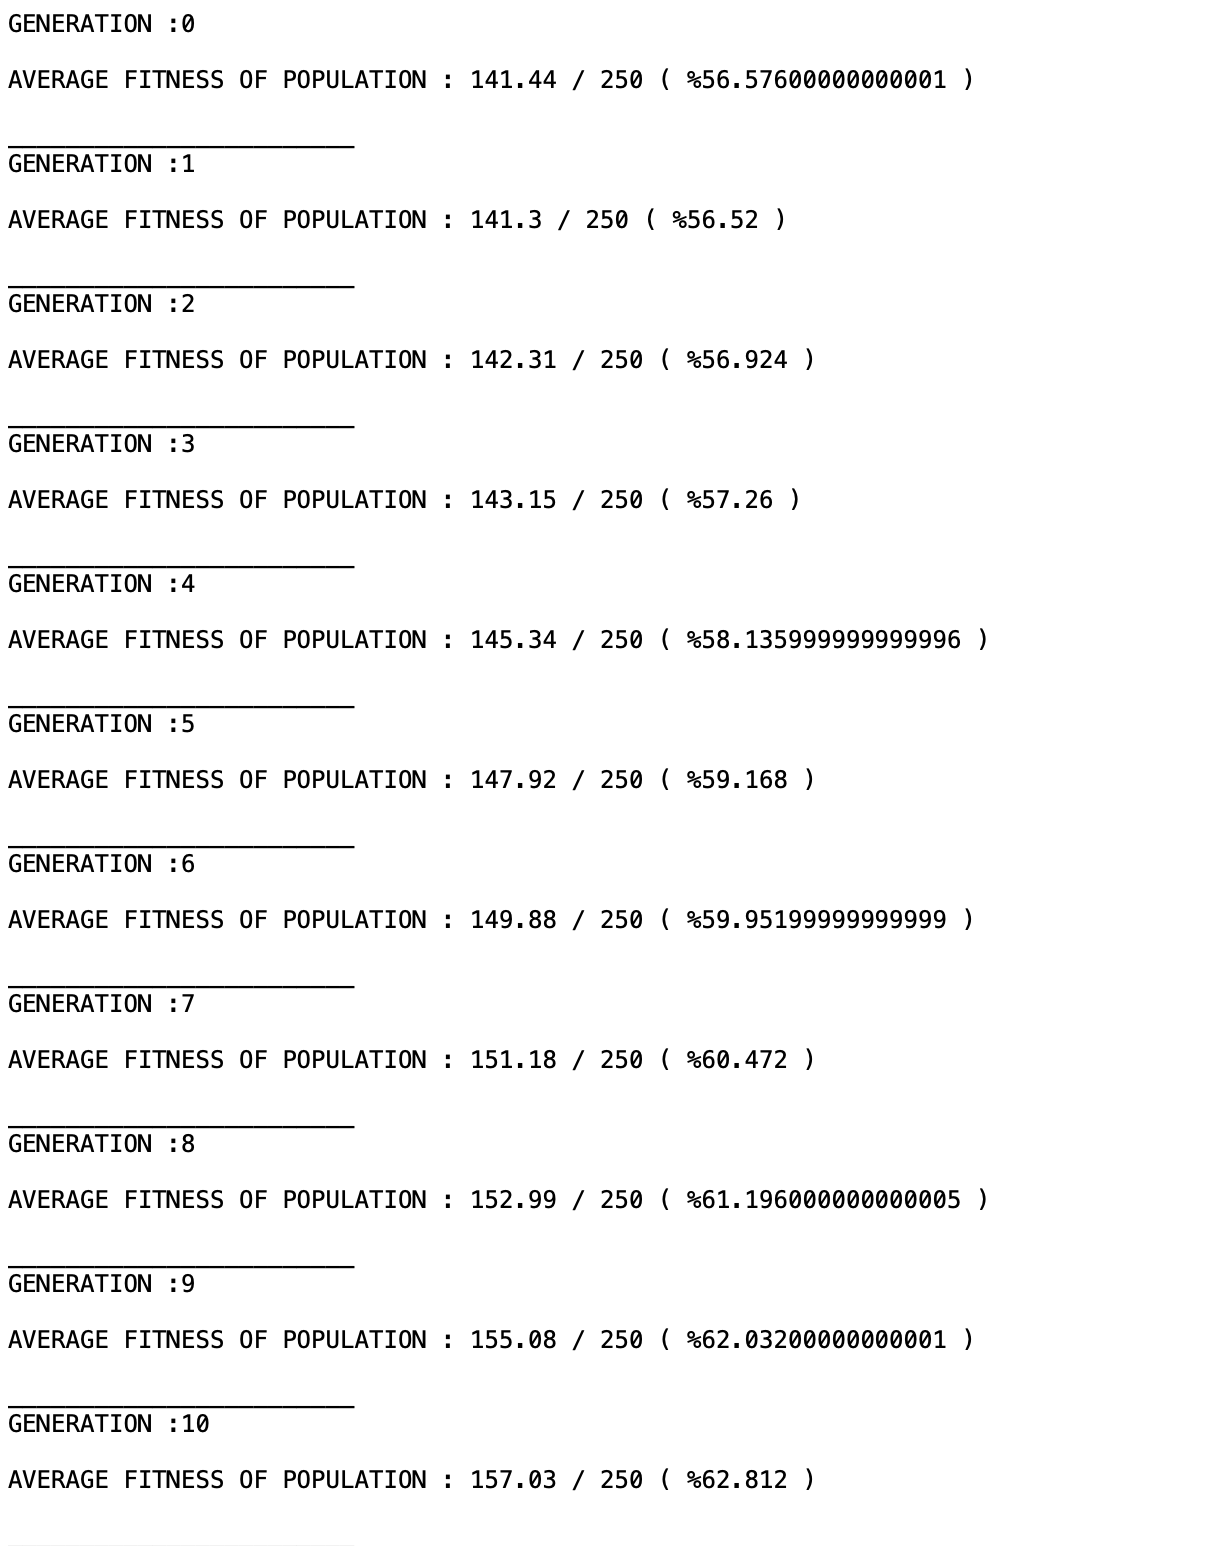 GENERATION :0
AVERAGE FITNESS OF POPULATION : 141.44 / 250 ( %56.57600000000001 )
________________________
GENERATION :1
AVERAGE FITNESS OF POPULATION : 141.3 / 250 ( %56.52 )
________________________
GENERATION :2
AVERAGE FITNESS OF POPULATION : 142.31 / 250 ( %56.924 )
________________________
GENERATION :3
AVERAGE FITNESS OF POPULATION : 143.15 / 250 ( %57.26 )
________________________
GENERATION :4
AVERAGE FITNESS OF POPULATION : 145.34 / 250 ( %58.135999999999996 )
________________________
GENERATION :5
AVERAGE FITNESS OF POPULATION : 147.92 / 250 ( %59.168 )
________________________
GENERATION :6
AVERAGE FITNESS OF POPULATION : 149.88 / 250 ( %59.95199999999999 )
________________________
GENERATION :7
AVERAGE FITNESS OF POPULATION : 151.18 / 250 ( %60.472 )
________________________
GENERATION :8
AVERAGE FITNESS OF POPULATION : 152.99 / 250 ( %61.196000000000005 )
________________________
GENERATION :9
AVERAGE FITNESS OF POPULATION : 155.08 / 250 ( %62.03200000000001 )
________________________
GENERATION :10
AVERAGE FITNESS OF POPULATION : 157.03 / 250 ( %62.812 )
________________________